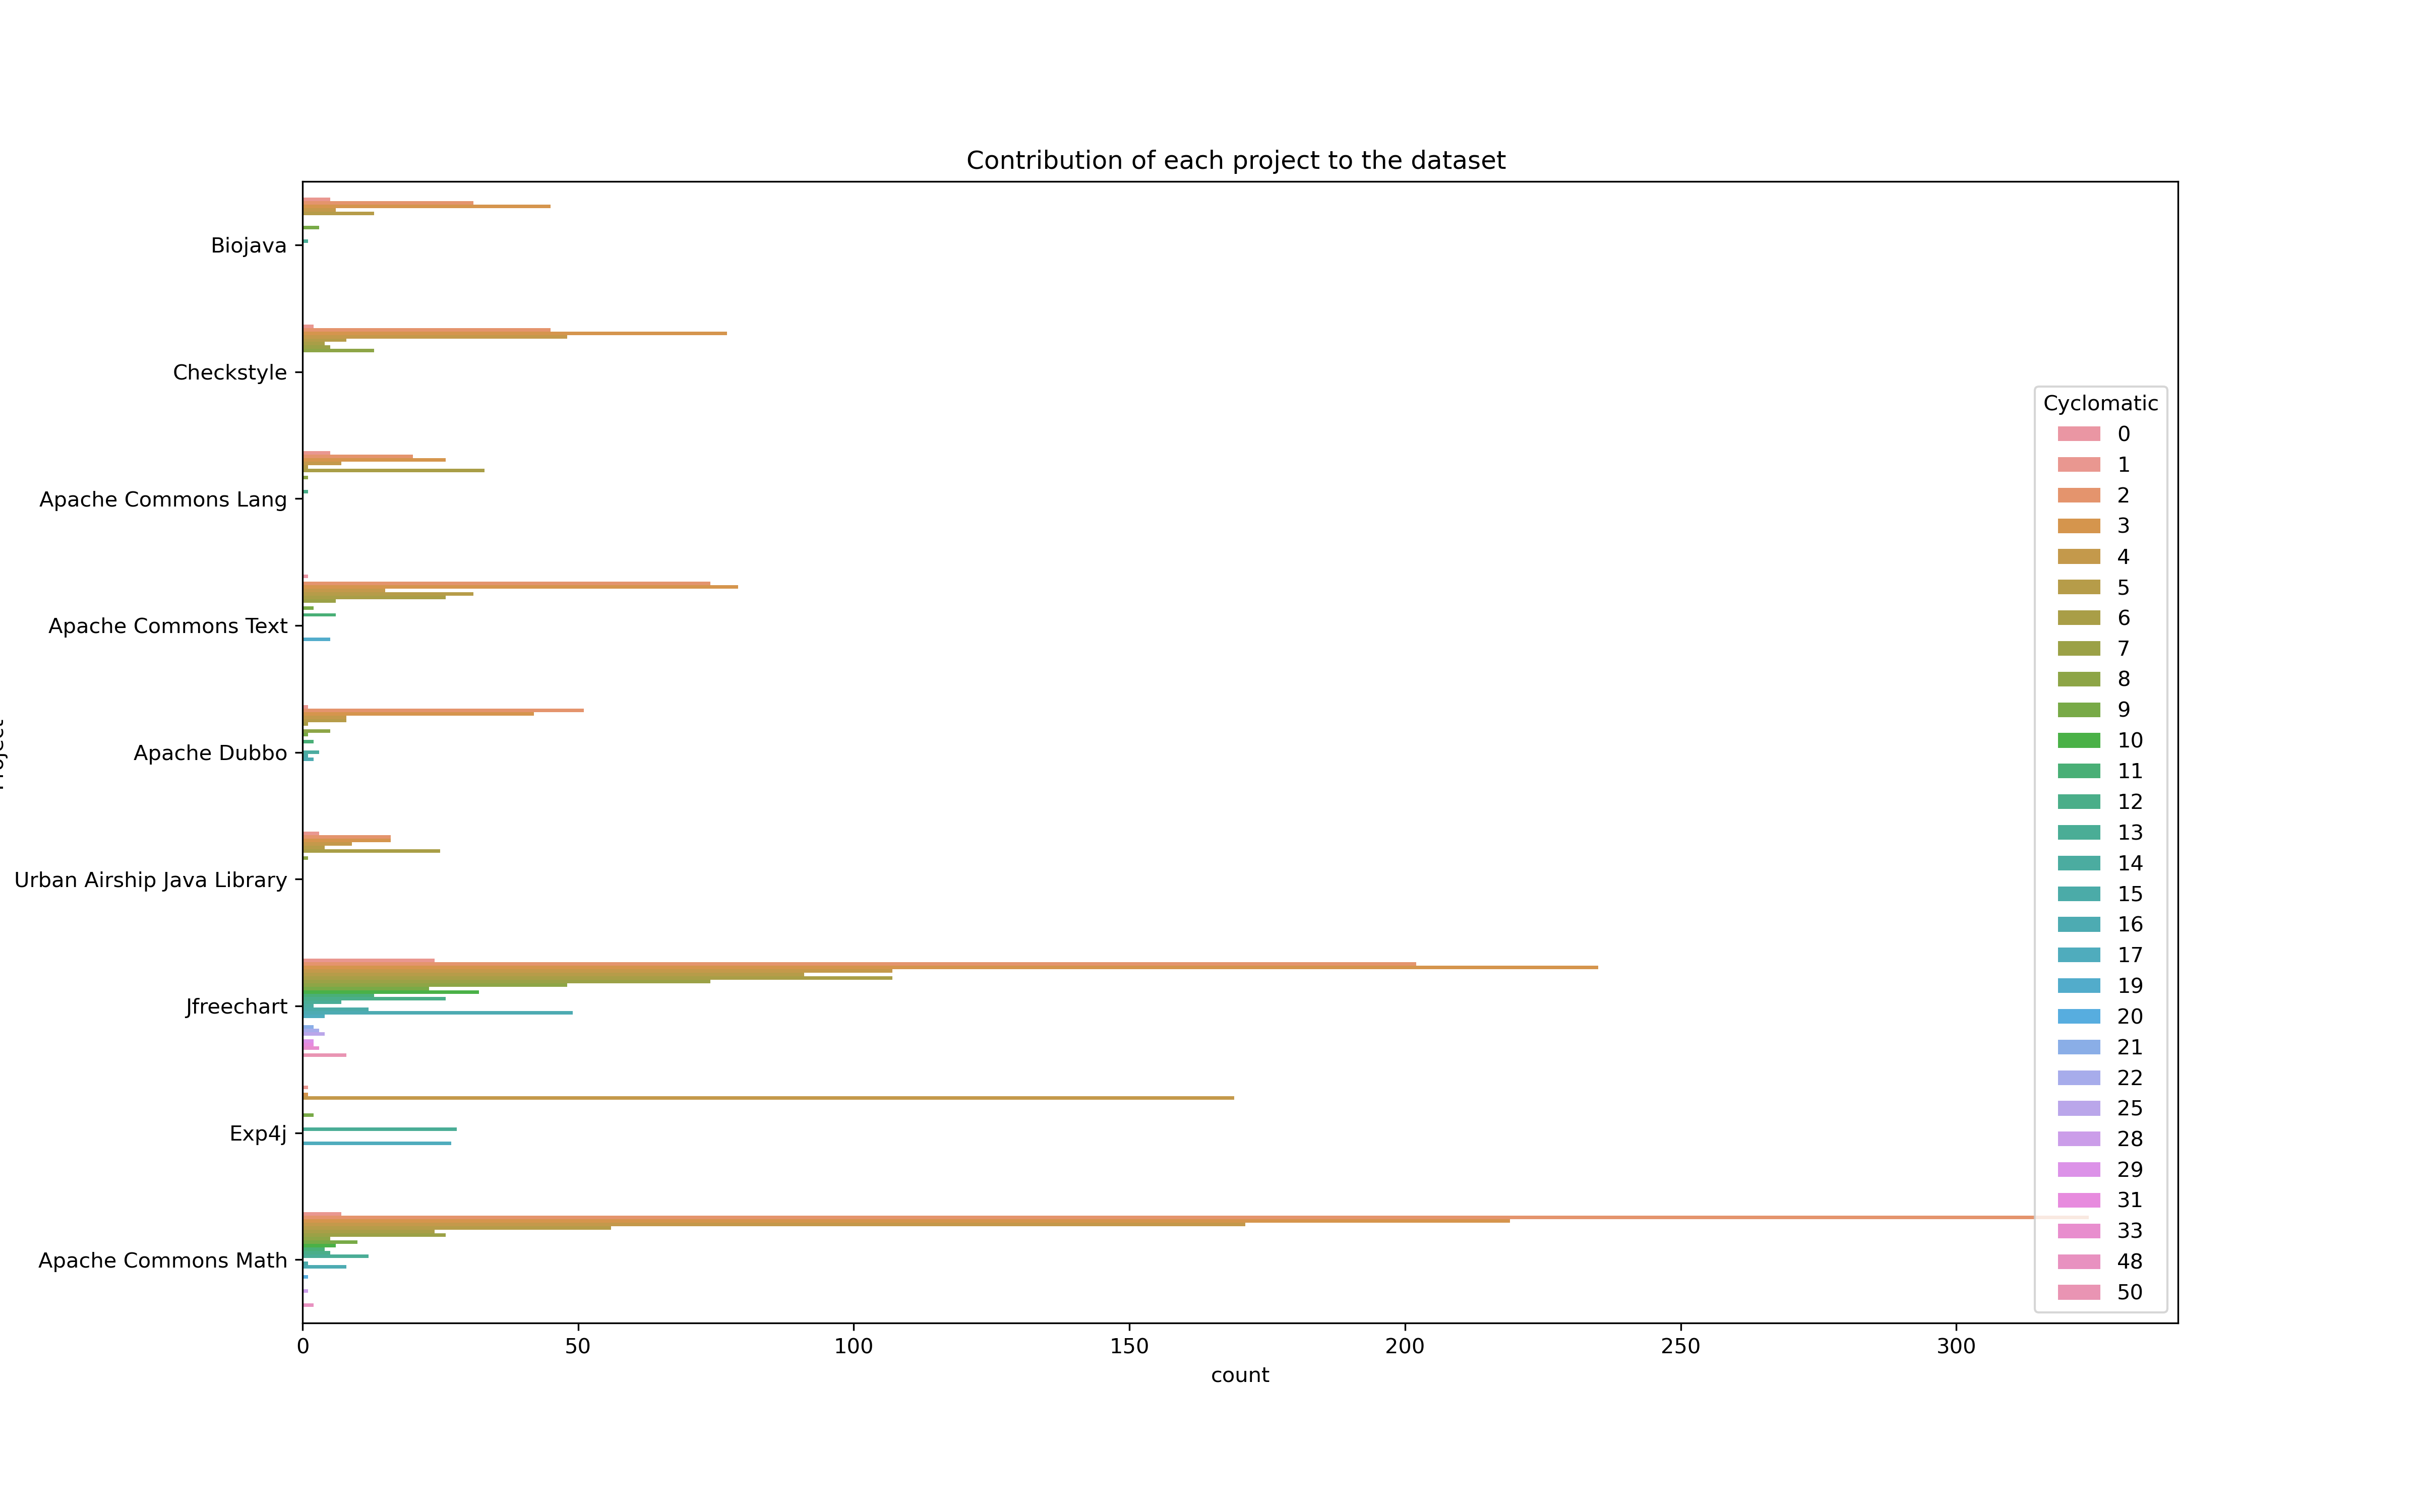 Contribution of each project to the dataset
Biojava
Checkstyle
Apache Commons Lang
Apache Commons Text
Apache Dubbo
Urban Airship Java Library
Jfreechart
Exp4j
Apache Commons Math
Cyclomatic
0
1
2
3
4
5
6
7
8
9
10
11
12
13
14
15
16
17
19
20
21
22
25
28
29
31
33
48
50
0 50 100 150 200 250 300
count